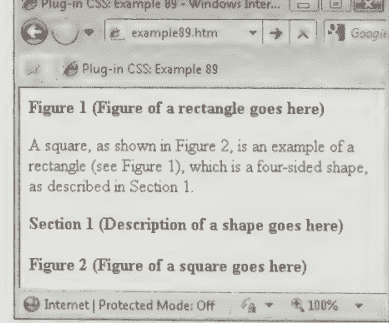 Plug-in CSS: Example 89 - Windows Inter...
example89.htm
Plug-in CSS: Example 89
Figure 1 (Figure of a rectangle goes here)
A square, as shown in Figure 2, is an example of a
rectangle (see Figure 1), which is a four-sided shape,
as described in Section 1.
Section 1 (Description of a shape goes here)
Figure 2 (Figure of a square goes here)
Internet | Protected Mode: Off
100%